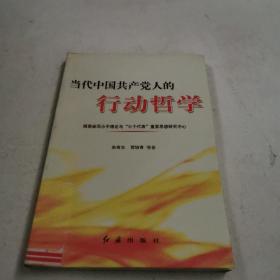 当代中国共产党人的
行动哲学
湖南省邓小平理论与“三个代表”重要思想研究中心
等著
红旗出版社